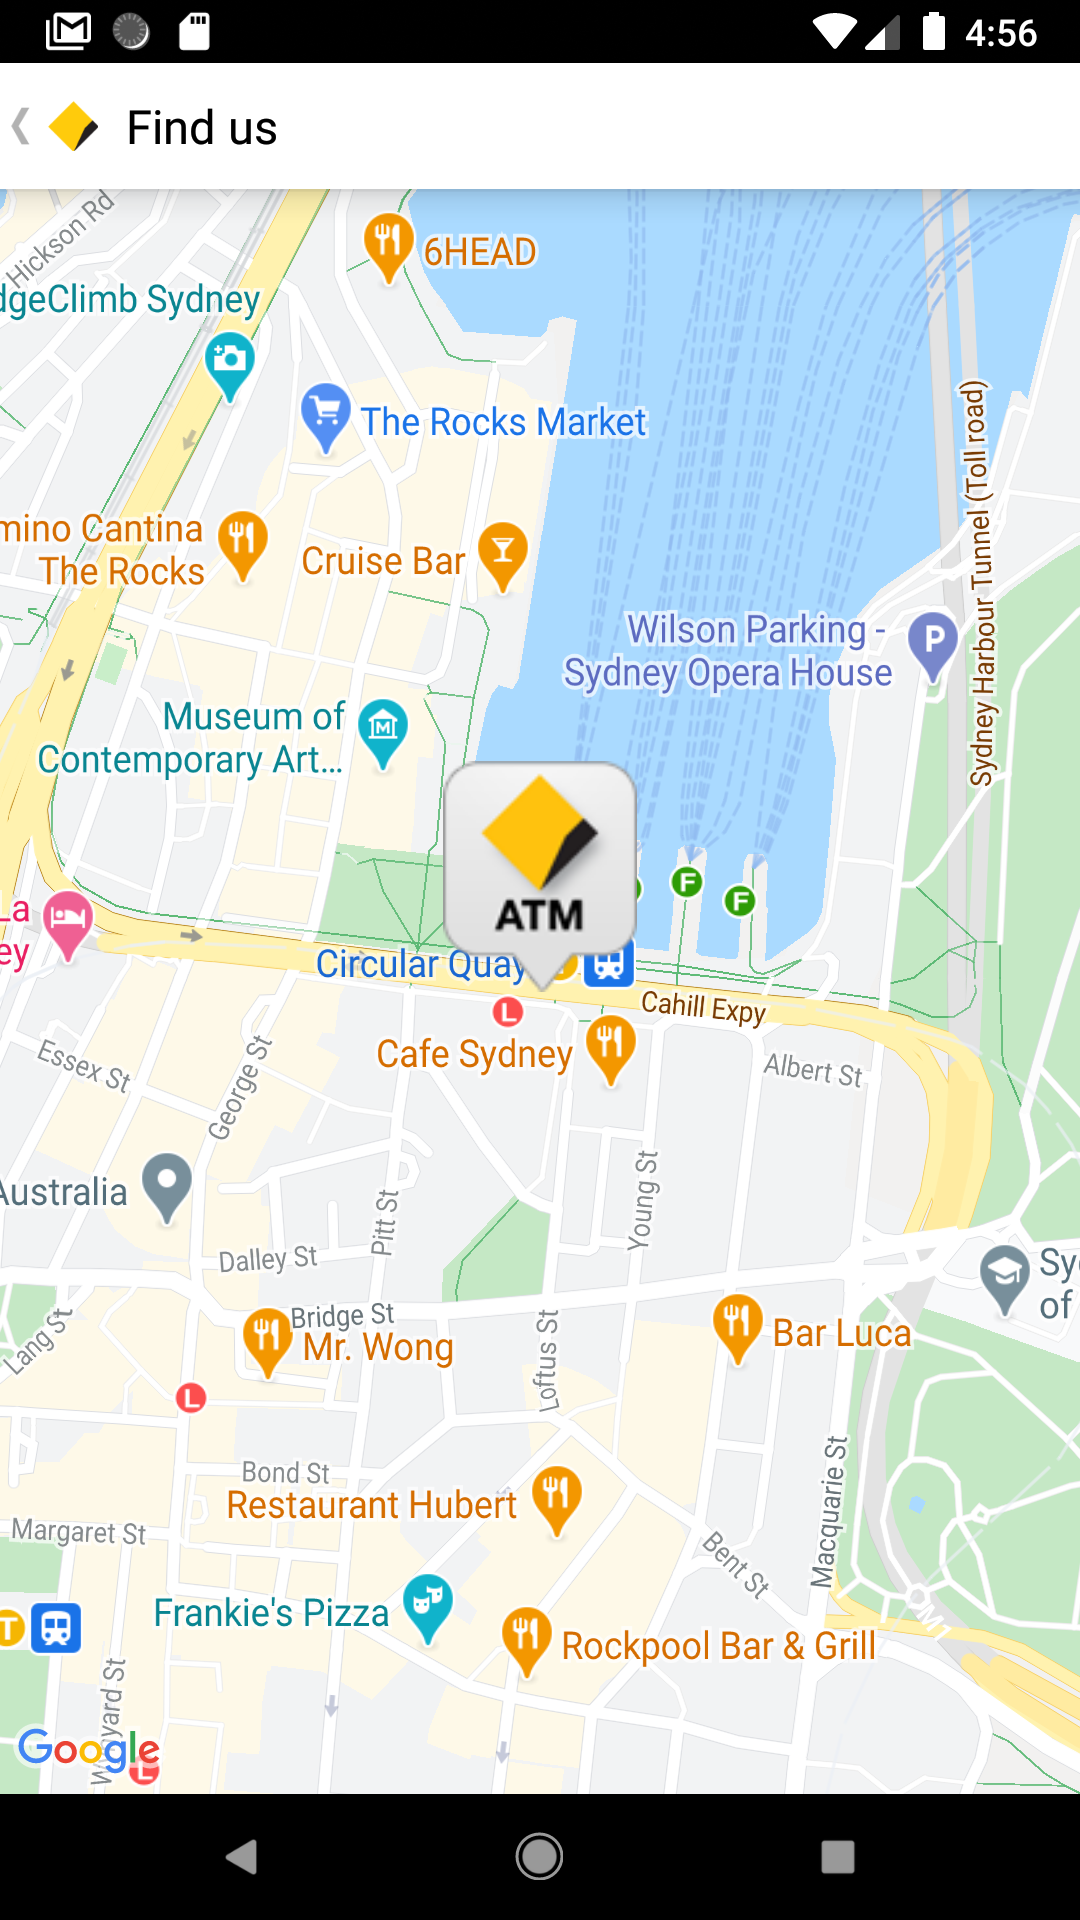 4:56
Find us
Hickson Rd
6HEAD
dgeClimb Sydney
The Rocks Market
Sydney Harbour Tunnel (Toll road)
mino Cantina
The Rocks
Cruise Bar
Wilson Parking -
Sydney Opera House
P
Museum of
Contemporary Art...
M
ATM
F
F
La
ey
Circular Quay
L
Cahill Expy
Cafe Sydney
Essex St
George St
Albert St
Australia
Pitt St
Young St
Dalley St
Sy
of
Bridge St
Mr. Wong
Bar Luca
Lang St
Loftus St
L
Macquarie St
Bond St
Restaurant Hubert
Margaret St
Bent St
Frankie's Pizza
T
M1
Rockpool Bar & Grill
Google
L